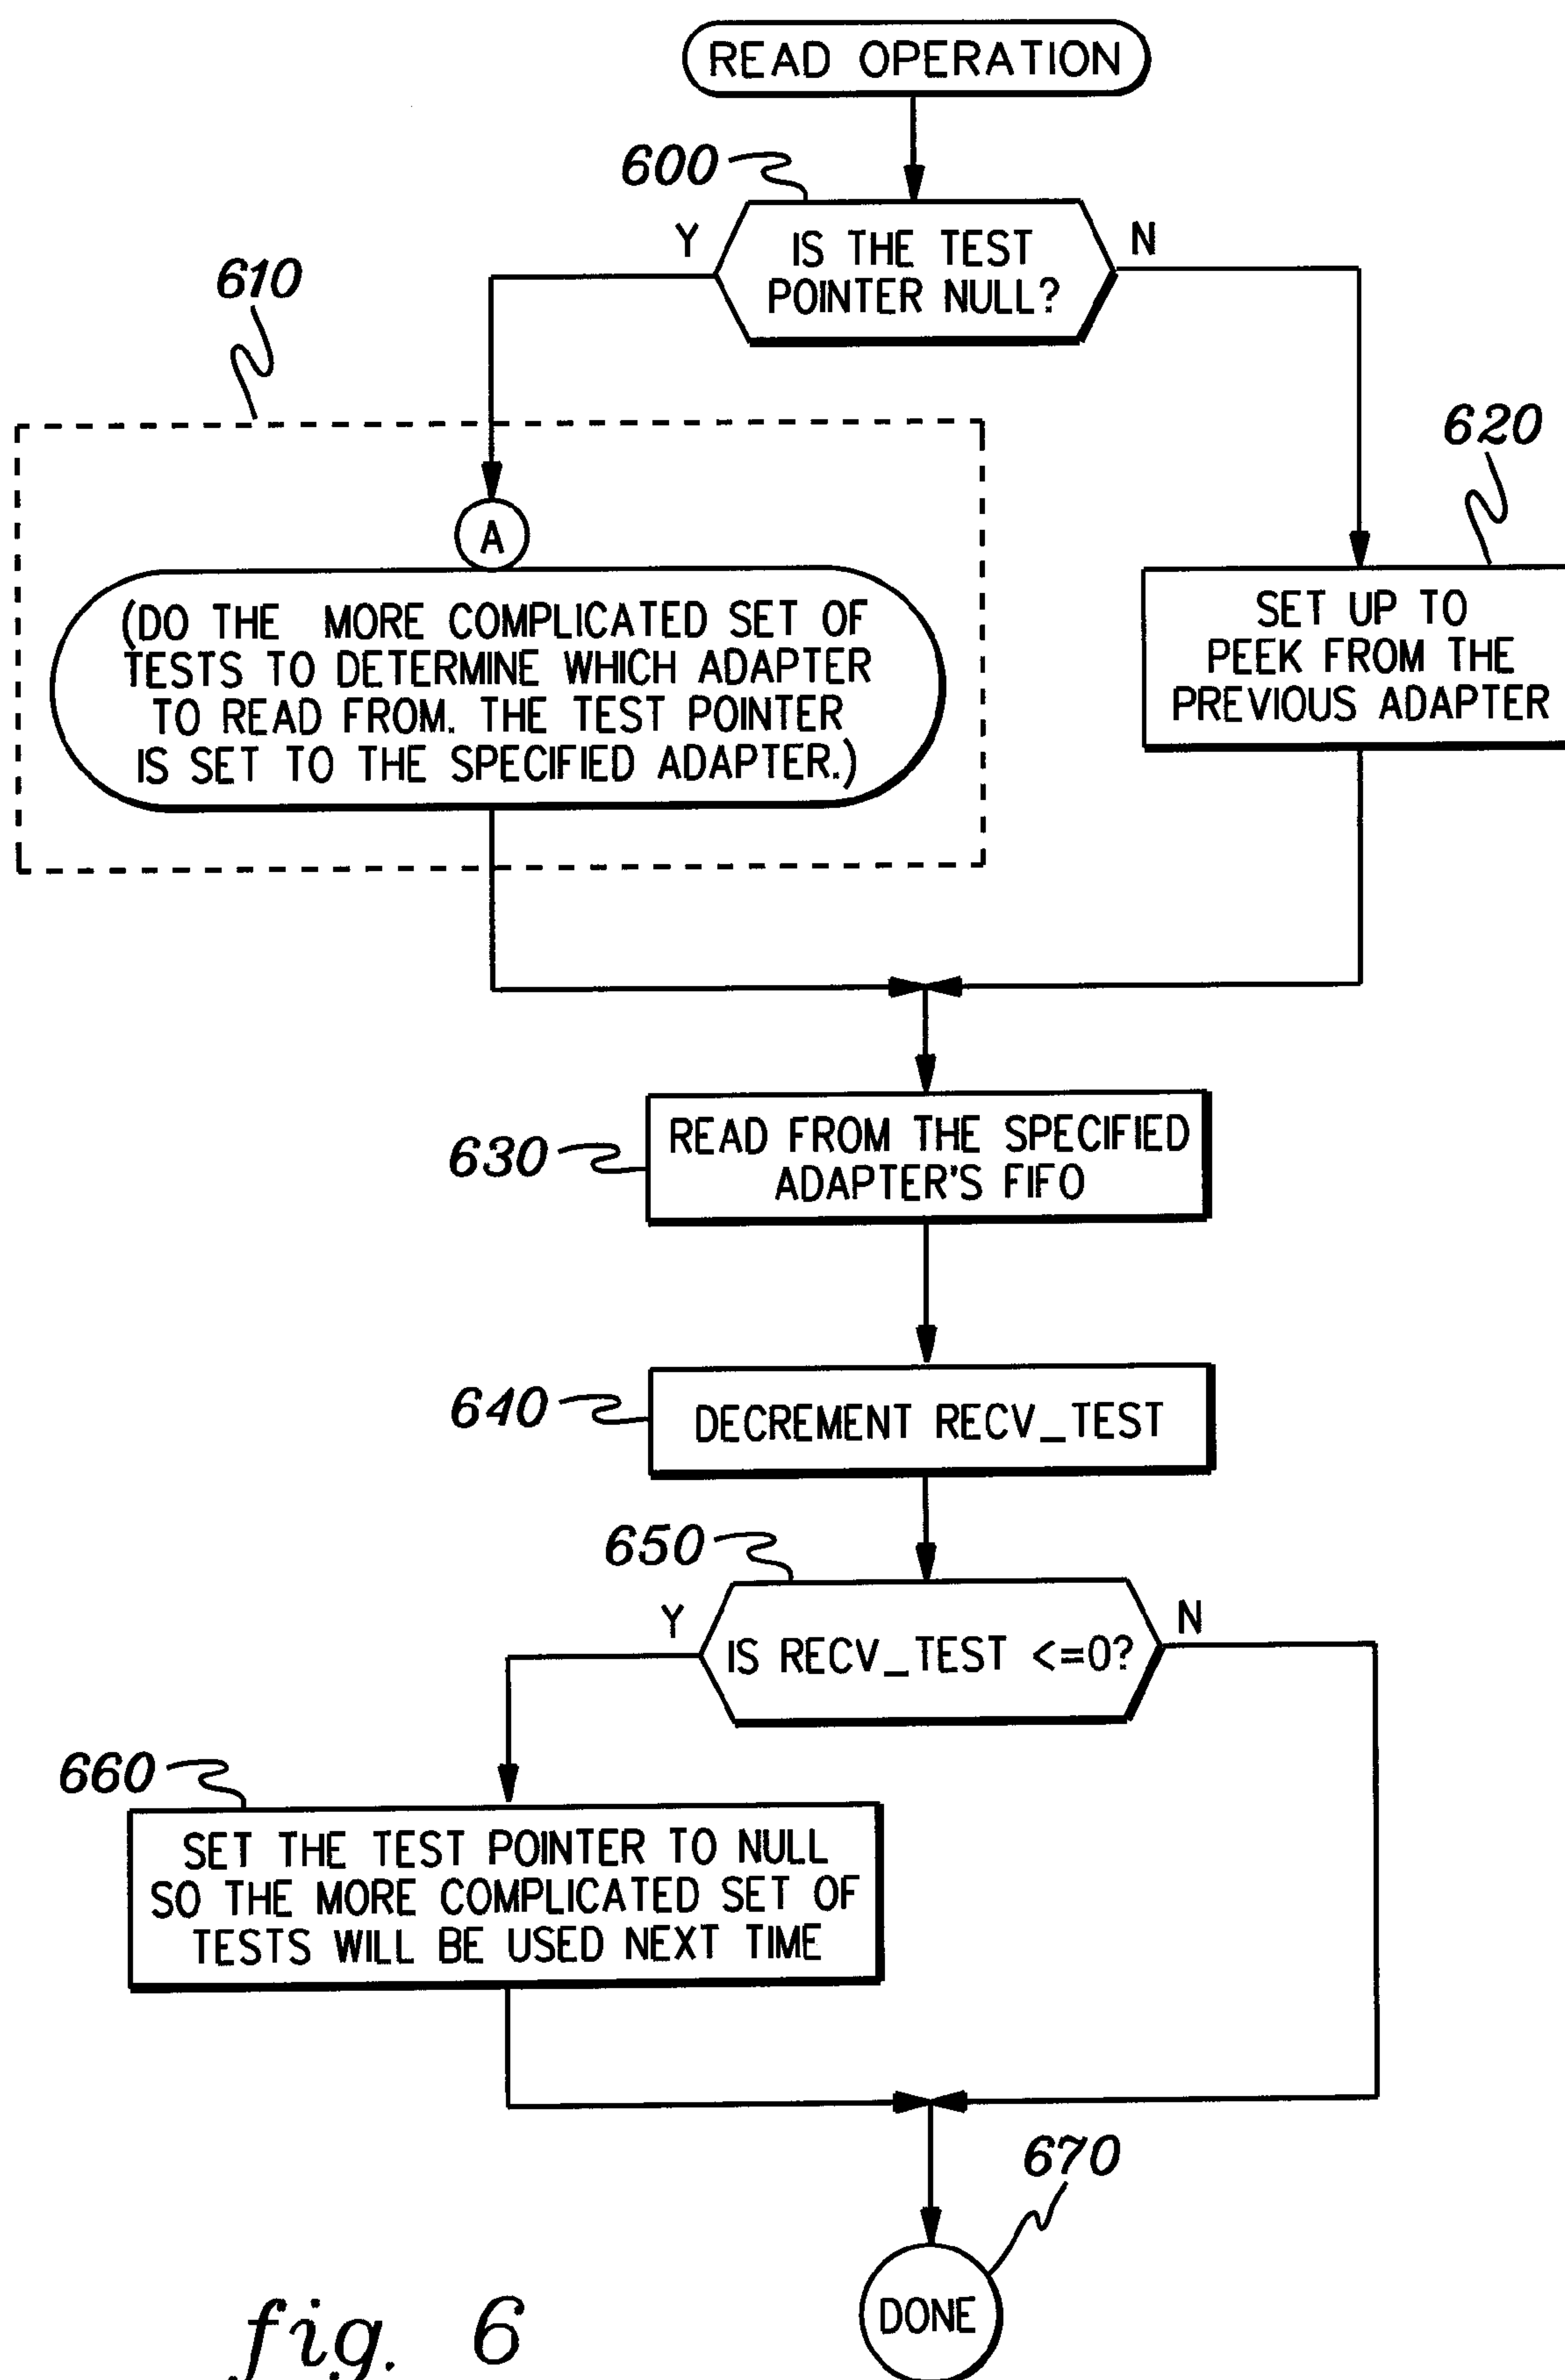 READ OPERATION
600
Y
IS THE TEST
POINTER NULL?
N
610
620
A
(DO THE MORE COMPLICATED SET OF
TESTS TO DETERMINE WHICH ADAPTER
TO READ FROM. THE TEST POINTER
IS SET TO THE SPECIFIED ADAPTER.)
SET UP TO
PEEK FROM THE
PREVIOUS ADAPTER
630
READ FROM THE SPECIFIED
ADAPTER'S FIFO
640
DECREMENT RECV_TEST
650
Y
IS RECV_TEST <=0?
N
660
SET THE TEST POINTER TO NULL
SO THE MORE COMPLICATED SET OF
TESTS WILL BE USED NEXT TIME
670
DONE
fig. 6